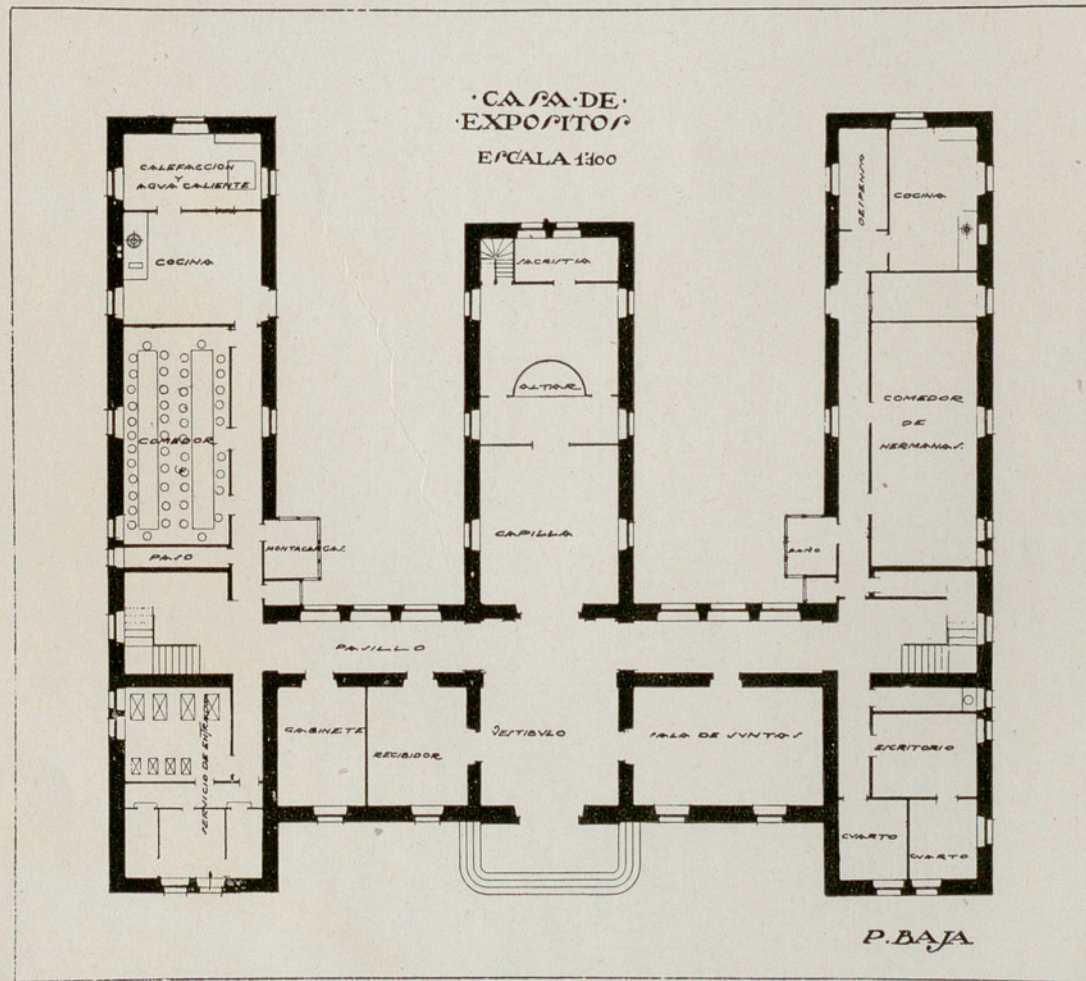 ·CASA·DE·
·EXPOSITOS
ESCALA 1:100
CALEFACCION
Y
AGUA CALIENTE
COCINA
COMEDOR
PASO
MONTACARGAS.
SERVICIO DE ENTRADA
PASILLO
GABINETE
RECIBIDOR
VESTIBULO
SALA DE JUNTAS
SACRISTIA
ALTAR
CAPILLA
DESPENSA
COCINA
COMEDOR
DE
HERMANAS.
BAÑO
ESCRITORIO
CUARTO
CUARTO
P. BAJA